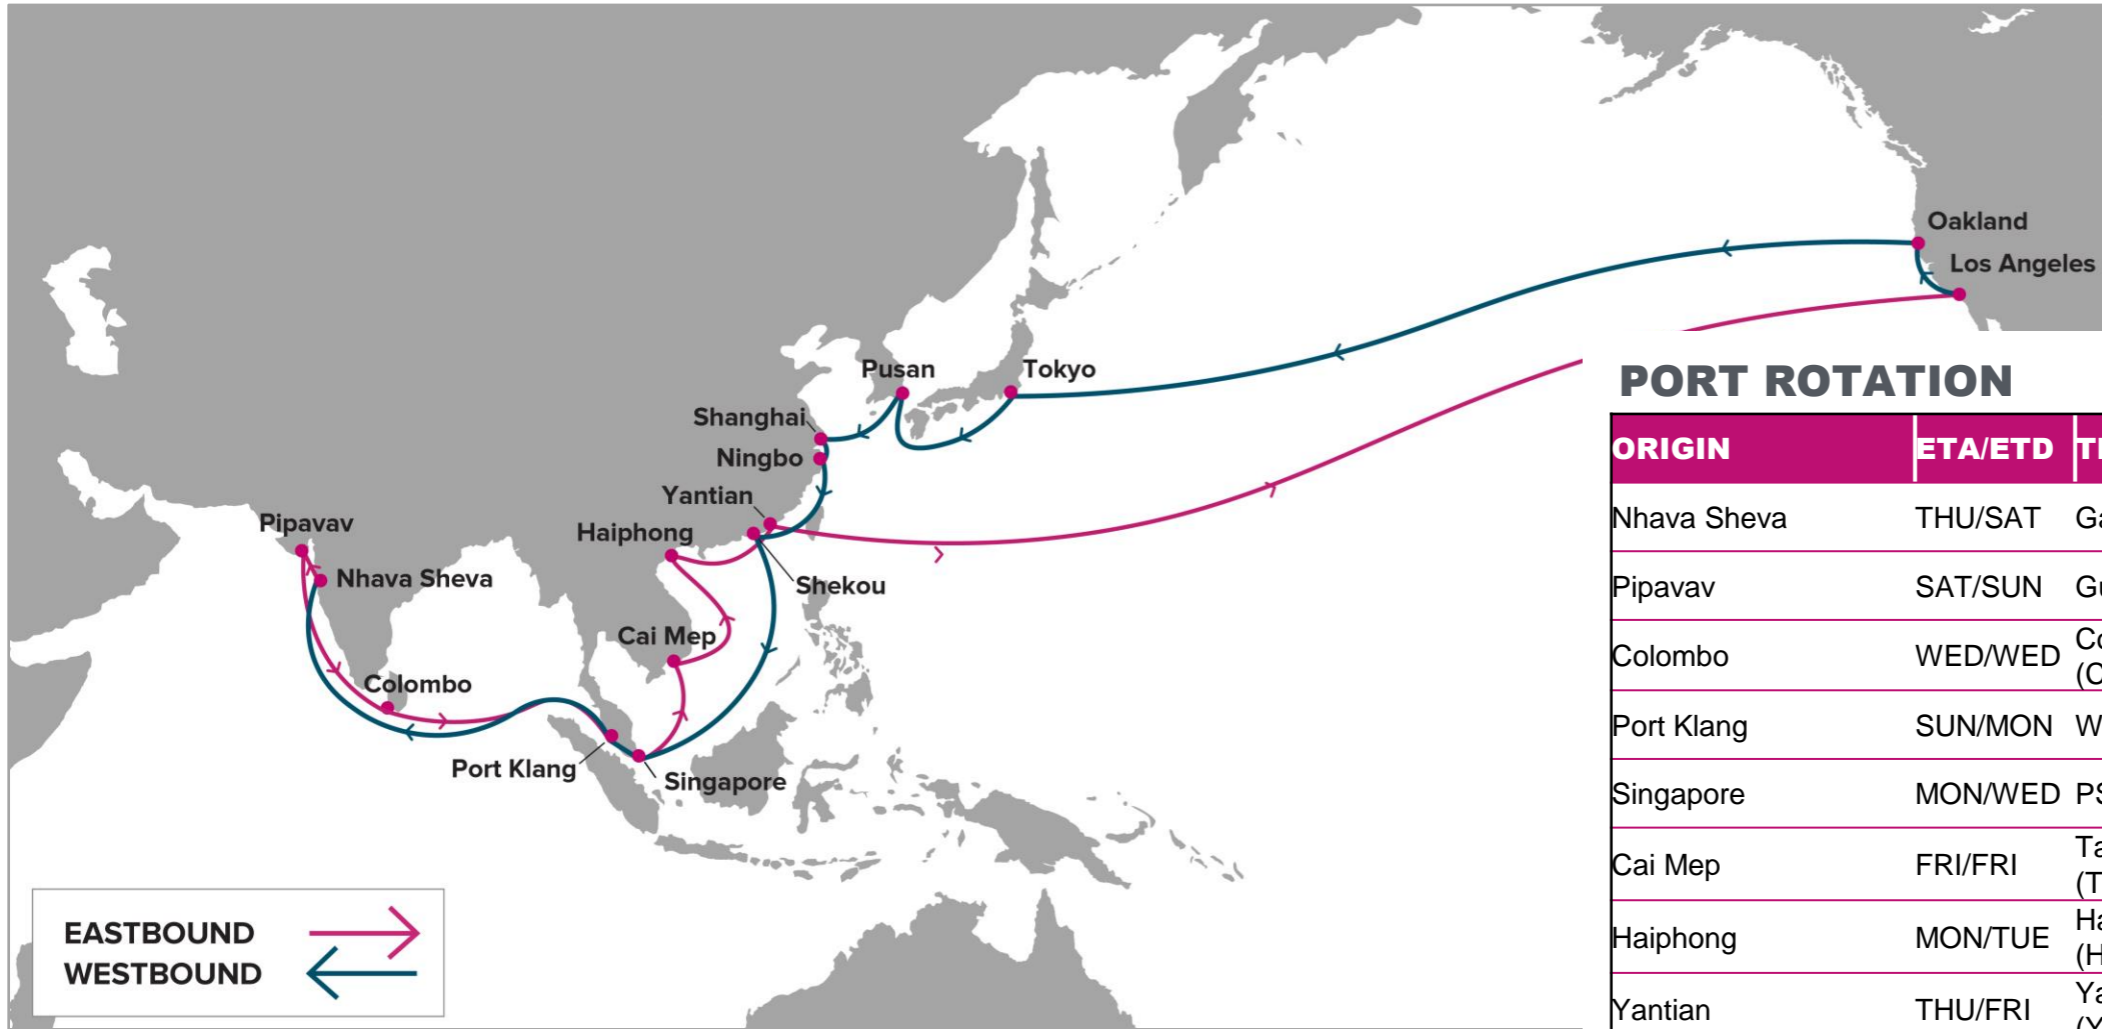 Oakland
Los Angeles
Pusan
Tokyo
Shanghai
Ningbo
Yantian
Pipavav
Haiphong
Nhava Sheva
Shekou
Cai Mep
Colombo
Port Klang
Singapore
EASTBOUND
WESTBOUND
PORT ROTATION
ORIGIN ETA/ETD
Nhava Sheva THU/SAT
Pipavav SAT/SUN
Colombo WED/WED
Port Klang SUN/MON
Singapore MON/WED
Cai Mep FRI/FRI
Haiphong MON/TUE
Yantian THU/FRI